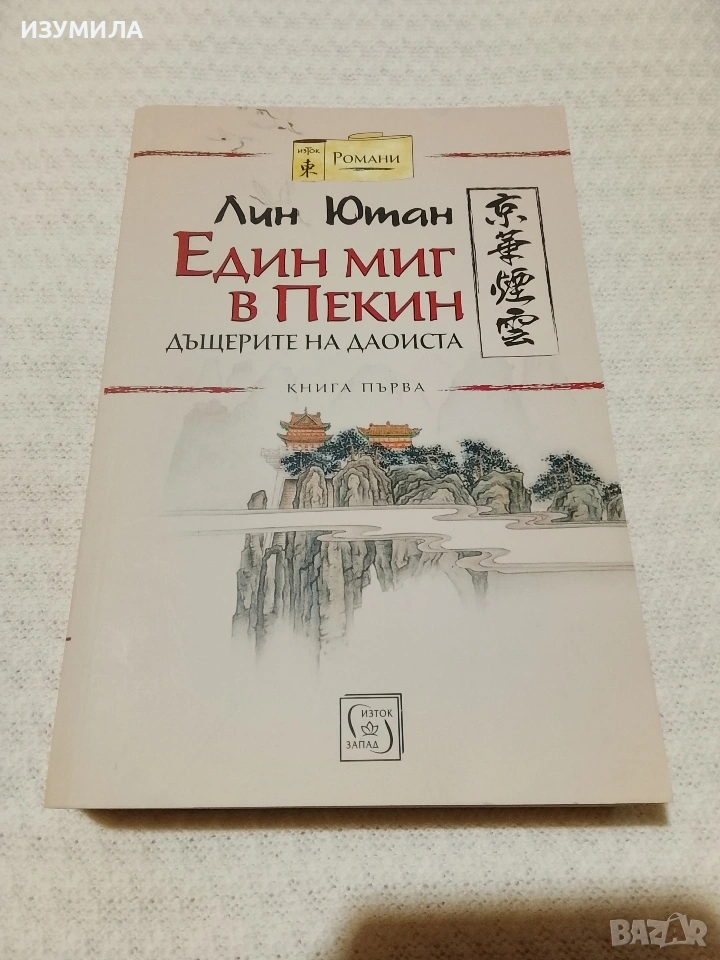 ИЗУМИЛА
ИЗТОК
東
РОМАНИ
Лин Ютан
京華煙雲
ЕДИН МИГ
В ПЕКИН
ДЪЩЕРИТЕ НА ДАОИСТА
КНИГА ПЪРВА
ИЗТОК
ЗАПАД
BAZAR